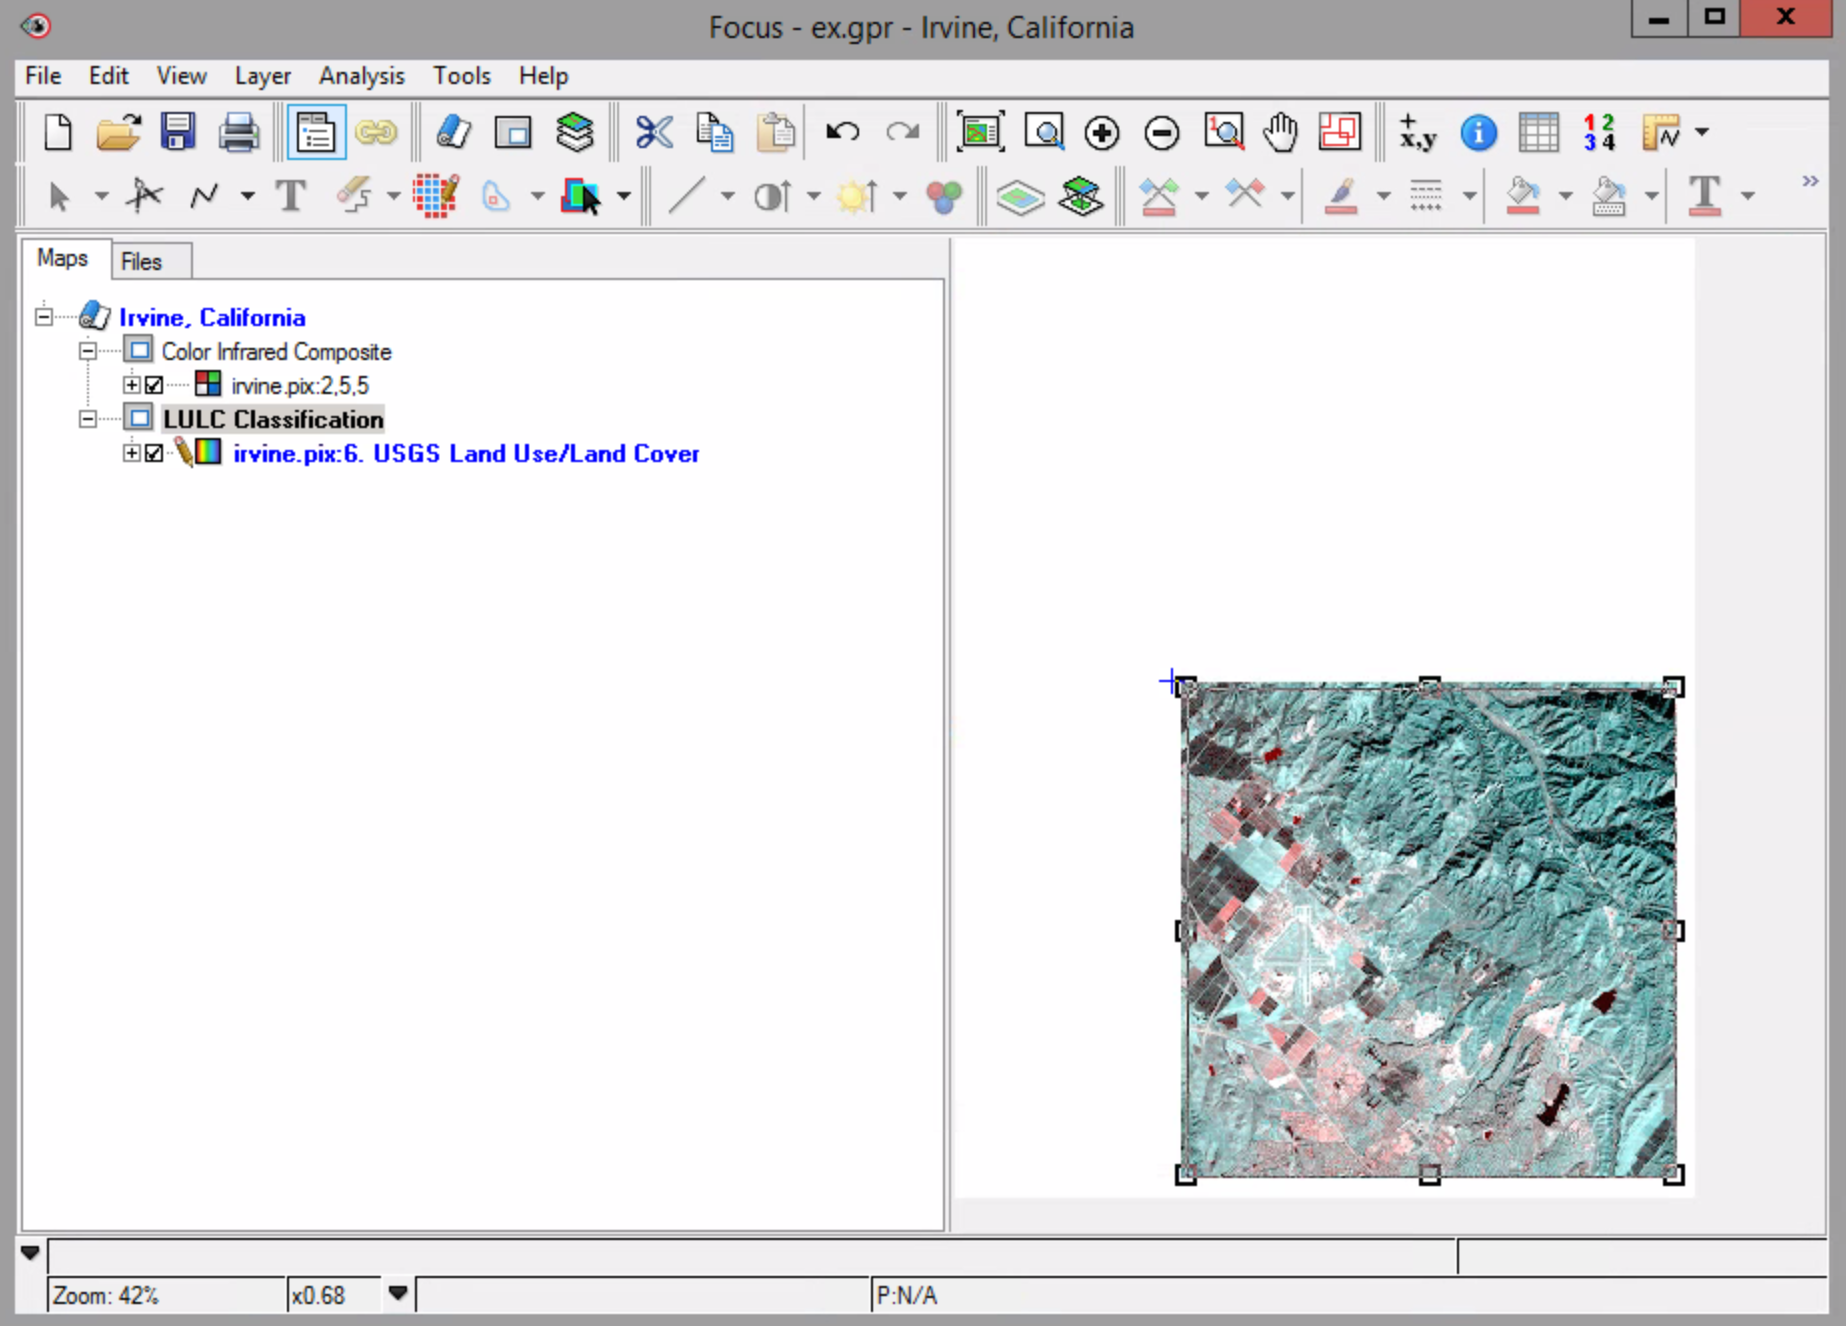 Focus - ex.gpr - Irvine, California
File Edit View Layer Analysis Tools Help
+
x,y
i
1 2
3 4
T
T
»
Maps Files
Irvine, California
Color Infrared Composite
irvine.pix:2,5,5
LULC Classification
irvine.pix:6. USGS Land Use/Land Cover
Zoom: 42% x0.68 P:N/A